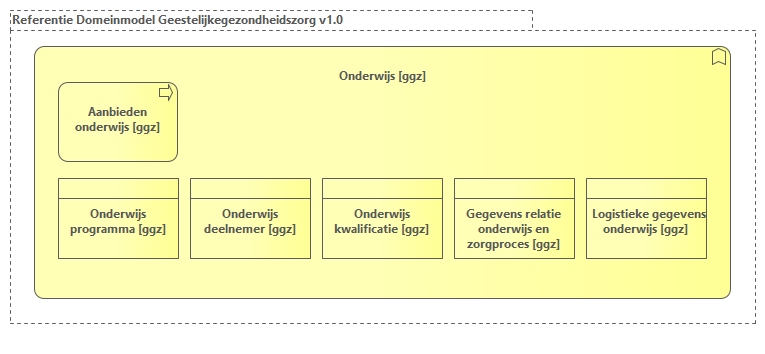 Referentie Domeinmodel Geestelijkegezondheidszorg v1.0
Onderwijs [ggz]
Aanbieden
onderwijs [ggz]
Onderwijs
programma [ggz]
Onderwijs
deelnemer [ggz]
Onderwijs
kwalificatie [ggz]
Gegevens relatie
onderwijs en
zorgproces [ggz]
Logistieke gegevens
onderwijs [ggz]